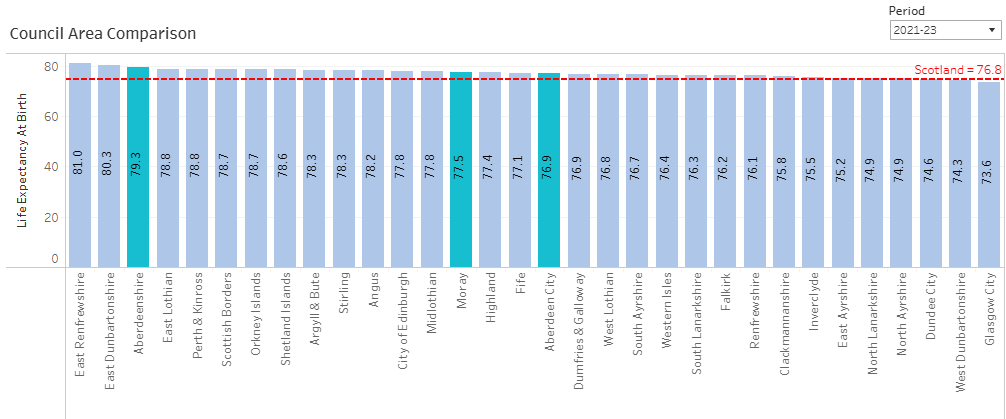 Period
2021-23
Council Area Comparison
Scotland = 76.8
Life Expectancy At Birth
80
60
40
20
0
81.0
80.3
79.3
78.8
78.8
78.7
78.7
78.6
78.3
78.3
78.2
77.8
77.8
77.5
77.4
77.1
76.9
76.9
76.8
76.7
76.4
76.3
76.2
76.1
75.8
75.5
75.2
74.9
74.9
74.6
74.3
73.6
East Renfrewshire
East Dunbartonshire
Aberdeenshire
East Lothian
Perth & Kinross
Scottish Borders
Orkney Islands
Shetland Islands
Argyll & Bute
Stirling
Angus
City of Edinburgh
Midlothian
Moray
Highland
Fife
Aberdeen City
Dumfries & Galloway
West Lothian
South Ayrshire
Western Isles
South Lanarkshire
Falkirk
Renfrewshire
Clackmannanshire
Inverclyde
East Ayrshire
North Lanarkshire
North Ayrshire
Dundee City
West Dunbartonshire
Glasgow City